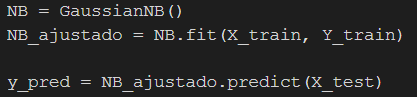 NB = GaussianNB()
NB_ajustado = NB.fit(X_train, Y_train)
y_pred = NB_ajustado.predict(X_test)